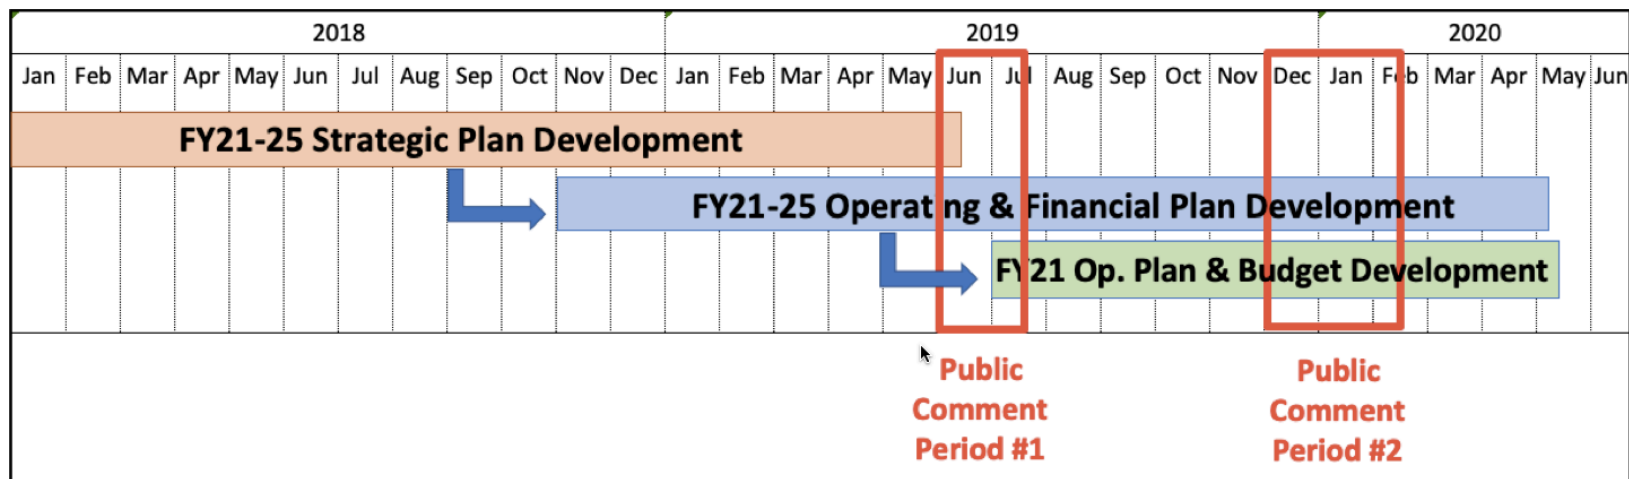 2018 2019 2020
Jan Feb Mar Apr May Jun Jul Aug Sep Oct Nov Dec Jan Feb Mar Apr May Jun Jul Aug Sep Oct Nov Dec Jan Feb Mar Apr May Jun
FY21-25 Strategic Plan Development
FY21-25 Operating & Financial Plan Development
FY21 Op. Plan & Budget Development
Public
Comment
Period #1
Public
Comment
Period #2